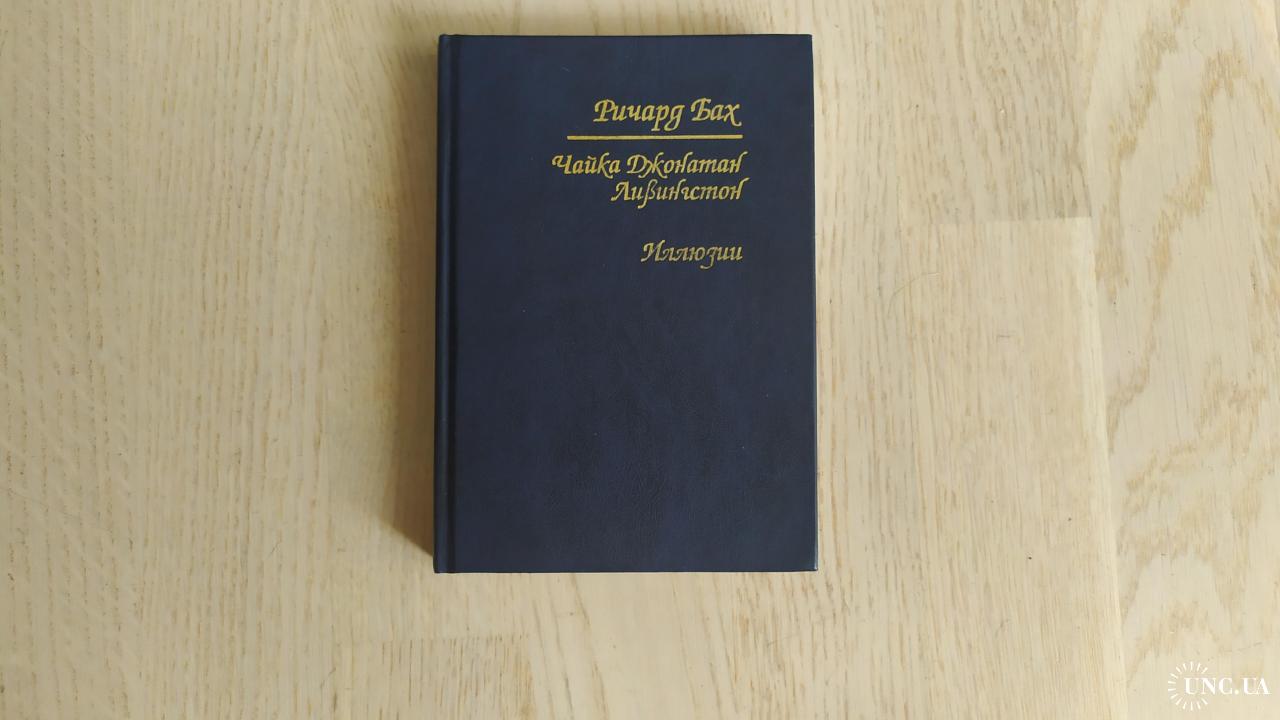 Ричард Бах
Чайка Джонатан
Ливингстон
Иллюзии
UNC.UA